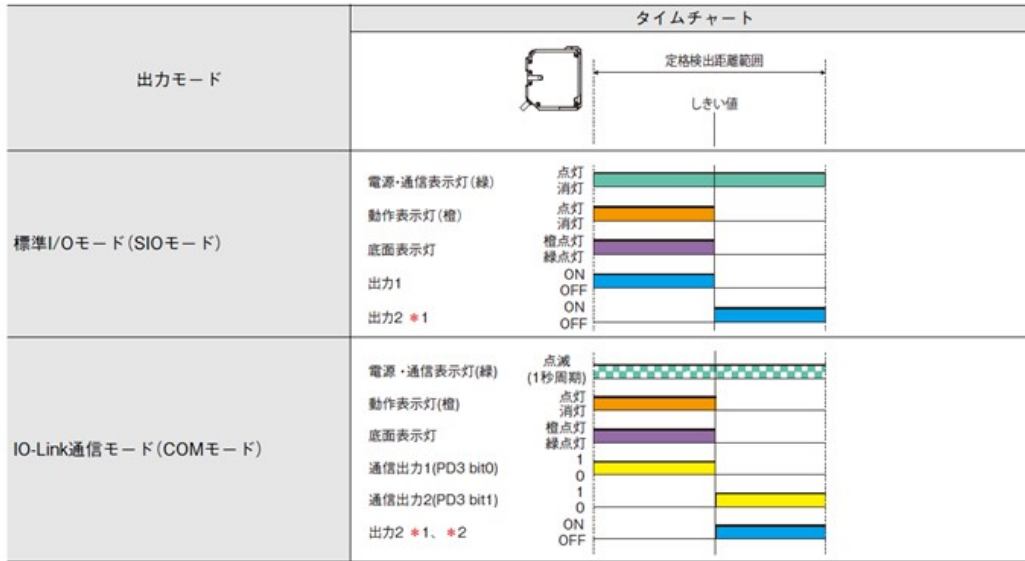 タイムチャート
出力モード
定格検出距離範囲
しきい値
標準I/Oモード(SIOモード)
電源・通信表示灯(緑)
点灯
消灯
動作表示灯(橙)
点灯
消灯
底面表示灯
橙点灯
緑点灯
出力1
ON
OFF
出力2 *1
ON
OFF
IO-Link通信モード(COMモード)
電源・通信表示灯(緑)
点滅
(1秒周期)
動作表示灯(橙)
点灯
消灯
底面表示灯
橙点灯
緑点灯
通信出力1(PD3 bit0)
1
0
通信出力2(PD3 bit1)
1
0
出力2 *1、*2
ON
OFF